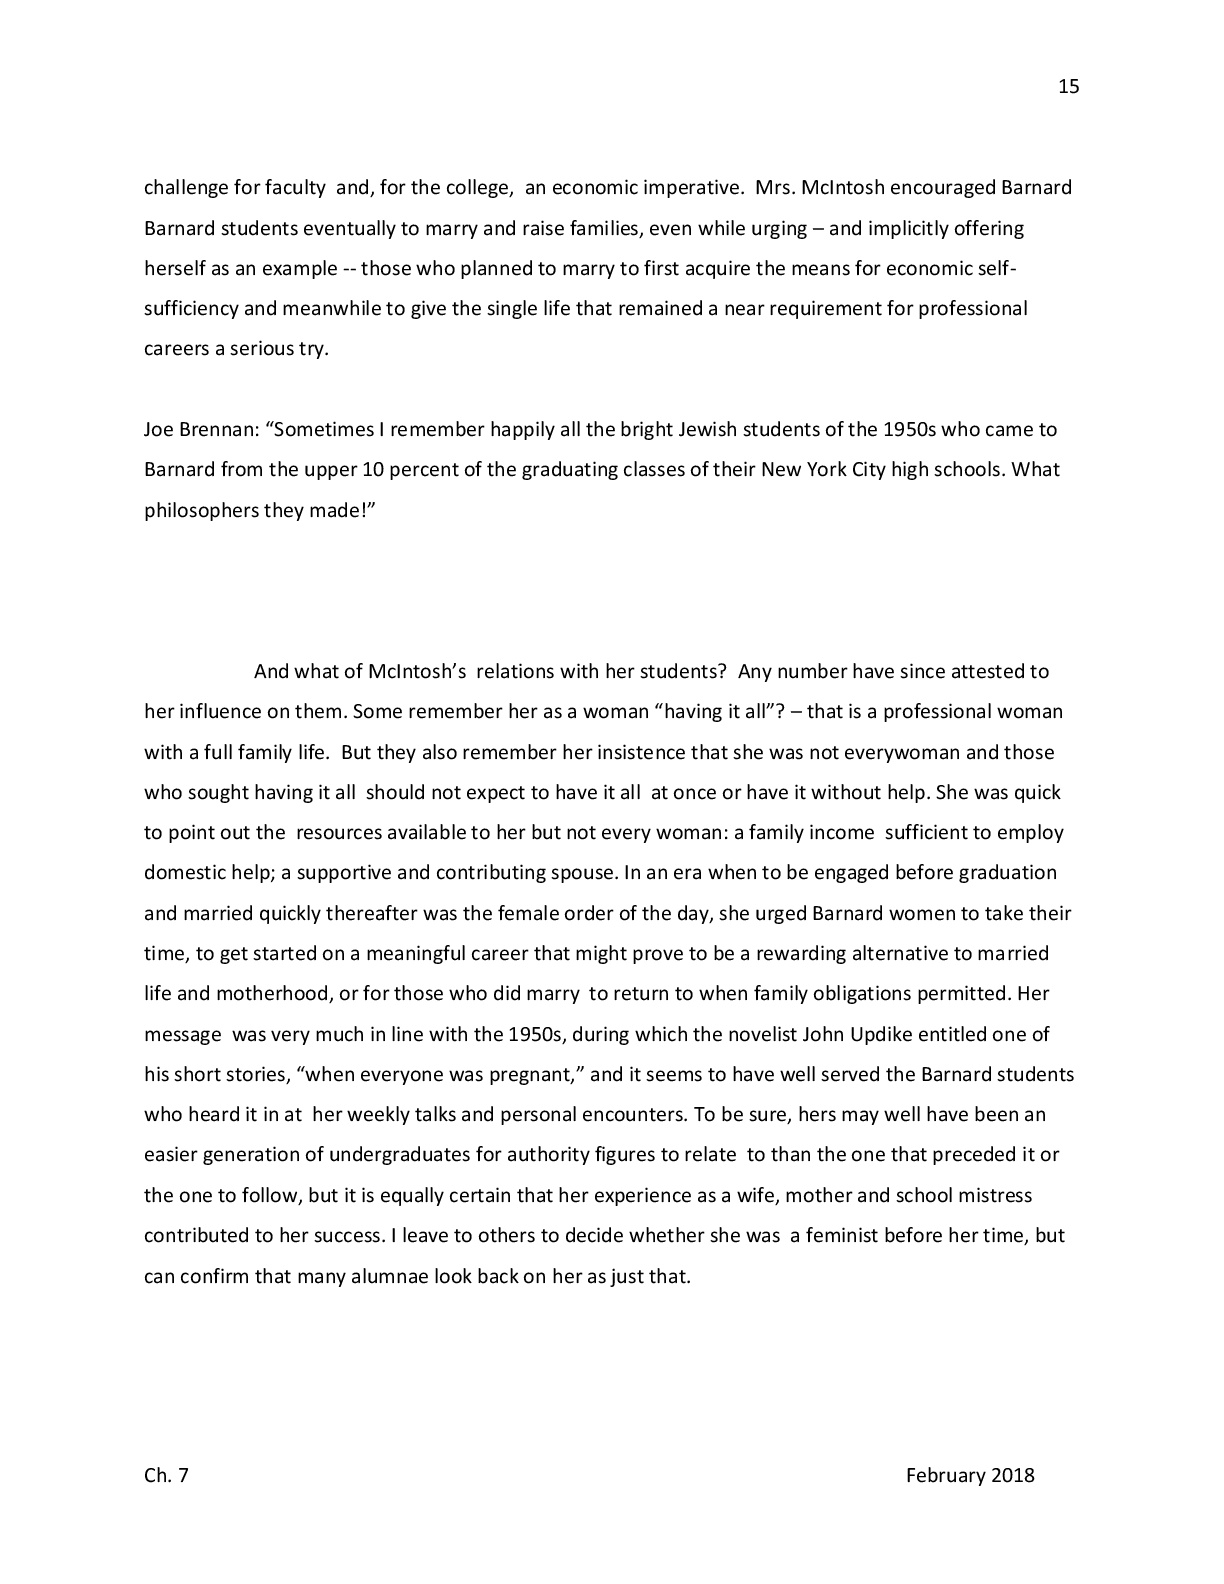 15
challenge for faculty  and, for the college,  an economic imperative.  Mrs. McIntosh encouraged Barnard
Barnard students eventually to marry and raise families, even while urging – and implicitly offering
herself as an example -- those who planned to marry to first acquire the means for economic self-
sufficiency and meanwhile to give the single life that remained a near requirement for professional
careers a serious try.
Joe Brennan: “Sometimes I remember happily all the bright Jewish students of the 1950s who came to
Barnard from the upper 10 percent of the graduating classes of their New York City high schools. What
philosophers they made!”
And what of McIntosh’s  relations with her students?  Any number have since attested to
her influence on them. Some remember her as a woman “having it all”? – that is a professional woman
with a full family life.  But they also remember her insistence that she was not everywoman and those
who sought having it all  should not expect to have it all  at once or have it without help. She was quick
to point out the  resources available to her but not every woman: a family income  sufficient to employ
domestic help; a supportive and contributing spouse. In an era when to be engaged before graduation
and married quickly thereafter was the female order of the day, she urged Barnard women to take their
time, to get started on a meaningful career that might prove to be a rewarding alternative to married
life and motherhood, or for those who did marry  to return to when family obligations permitted. Her
message  was very much in line with the 1950s, during which the novelist John Updike entitled one of
his short stories, “when everyone was pregnant,” and it seems to have well served the Barnard students
who heard it in at  her weekly talks and personal encounters. To be sure, hers may well have been an
easier generation of undergraduates for authority figures to relate  to than the one that preceded it or
the one to follow, but it is equally certain that her experience as a wife, mother and school mistress
contributed to her success. I leave to others to decide whether she was  a feminist before her time, but
can confirm that many alumnae look back on her as just that.
Ch. 7 February 2018